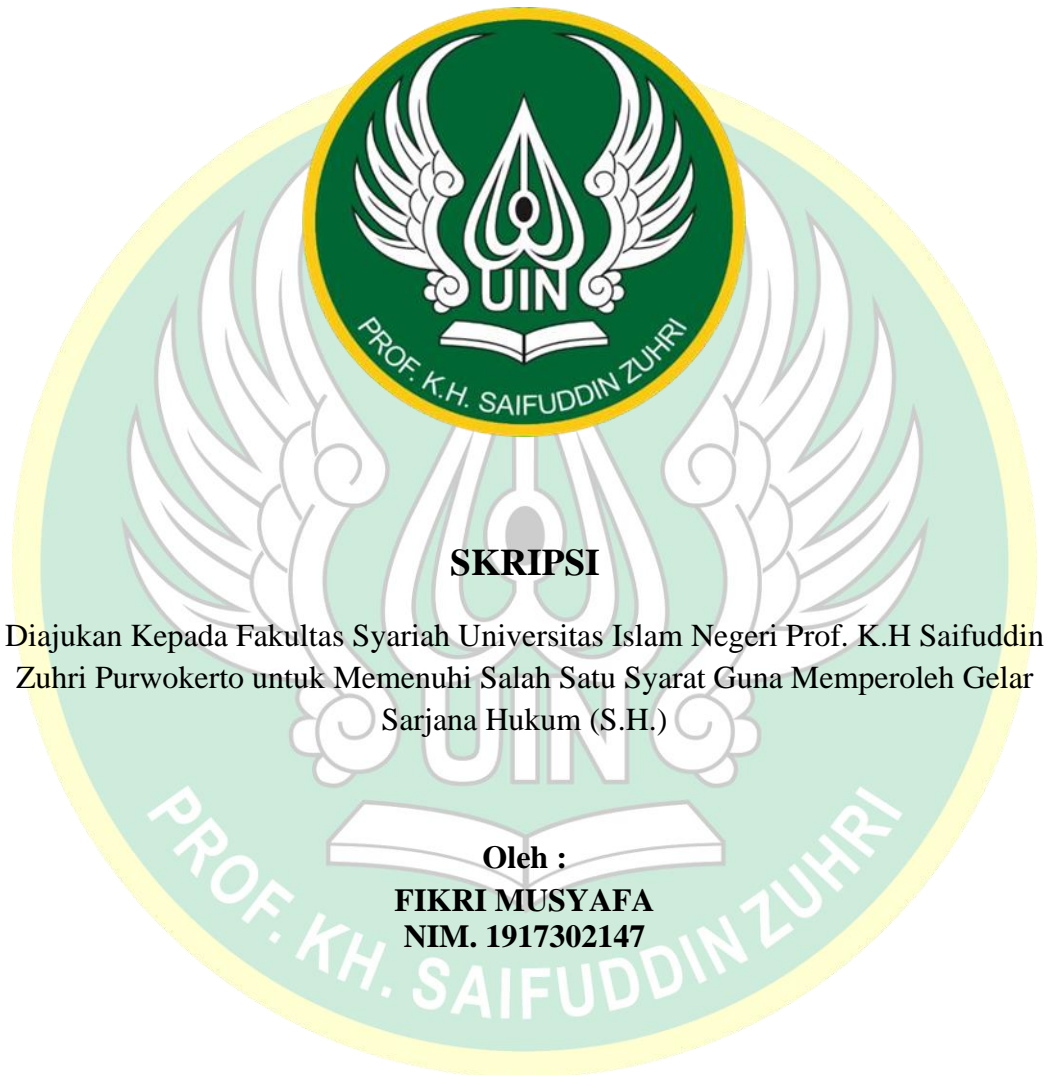 UIN
PROF. K.H. SAIFUDDIN ZUHRI
SKRIPSI
Diajukan Kepada Fakultas Syariah Universitas Islam Negeri Prof. K.H Saifuddin
Zuhri Purwokerto untuk Memenuhi Salah Satu Syarat Guna Memperoleh Gelar
Sarjana Hukum (S.H.)
UIN
Oleh :
FIKRI MUSYAFA
NIM. 1917302147
PROF. KH. SAIFUDDIN ZUHRI